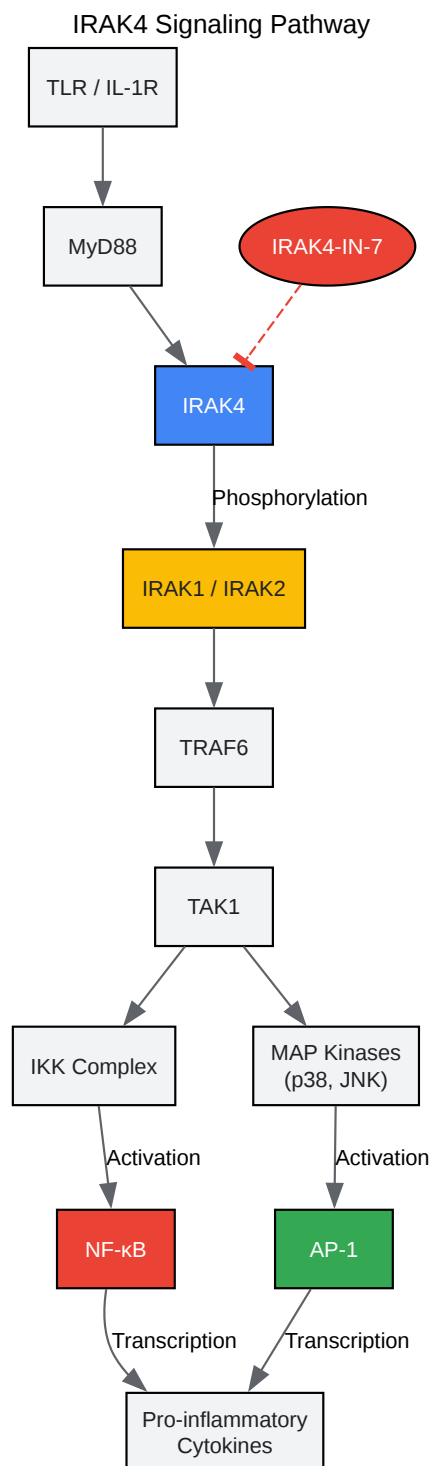 IRAK4 Signaling Pathway
TLR / IL-1R
MyD88
IRAK4-IN-7
IRAK4
Phosphorylation
IRAK1 / IRAK2
TRAF6
TAK1
IKK Complex
MAP Kinases
(p38, JNK)
Activation
Activation
NF-κB
AP-1
Transcription
Transcription
Pro-inflammatory
Cytokines